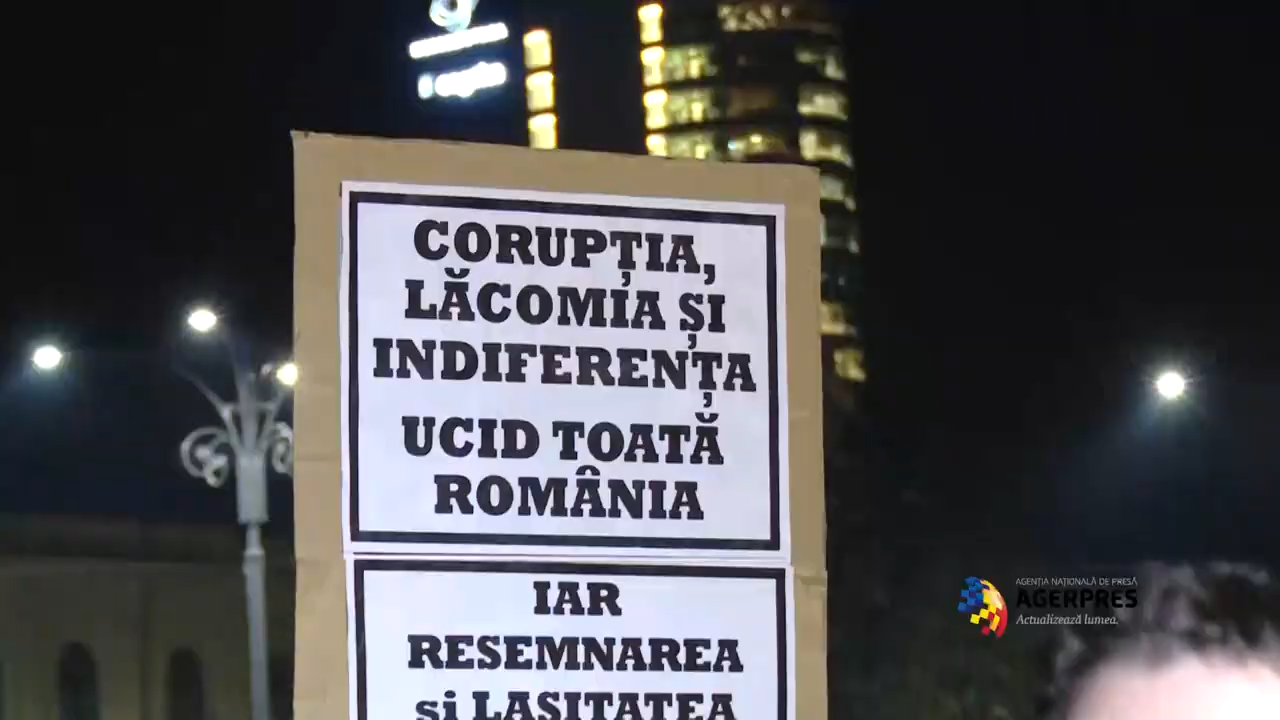 CORUPȚIA,
LĂCOMIA ȘI
INDIFERENȚA
UCID TOATĂ
ROMÂNIA
IAR
RESEMNAREA
și LAȘITATEA
AGENȚIA NAȚIONALĂ DE PRESĂ
AGERPRES
Actualizează lumea.